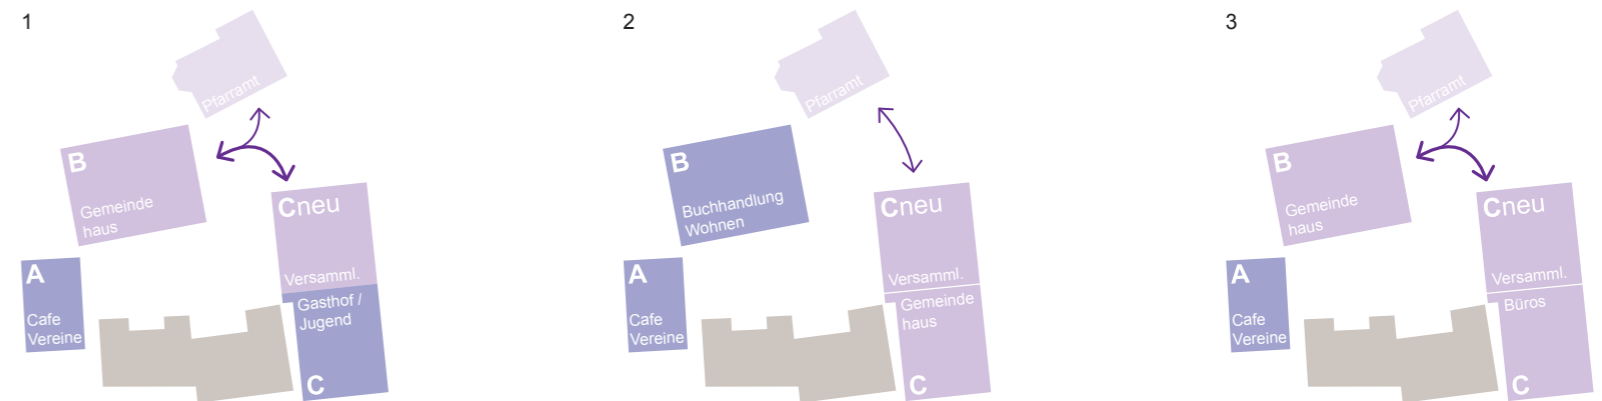 1
Pfarramt
B
Gemeinde
haus
Cneu
Versamml.
A
Cafe
Vereine
Gasthof /
Jugend
C
2
Pfarramt
B
Buchhandlung
Wohnen
Cneu
Versamml.
A
Cafe
Vereine
Gemeinde
haus
C
3
Pfarramt
B
Gemeinde
haus
Cneu
Versamml.
A
Cafe
Vereine
Büros
C